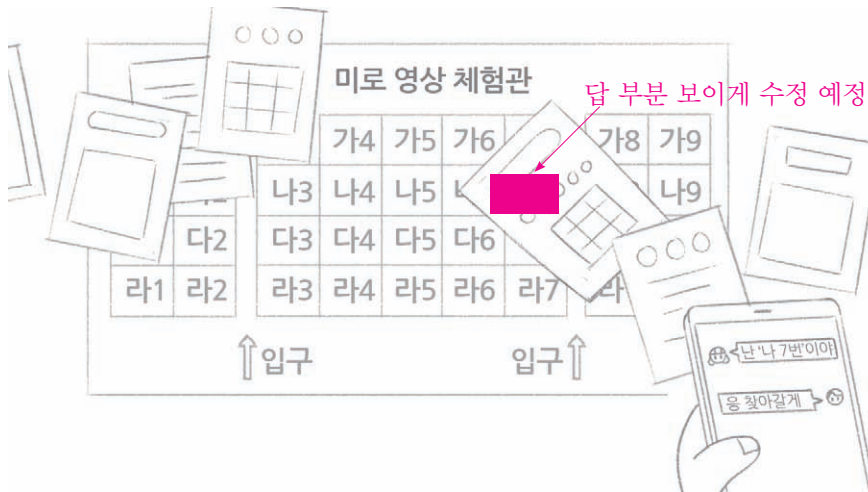 미로 영상 체험관
답 부분 보이게 수정 예정
가4 가5 가6 가8 가9
나3 나4 나5 나9
다2 다3 다4 다5 다6
라1 라2 라3 라4 라5 라6 라7 라
입구 입구
난 '나 7번'이야
응 찾아갈게